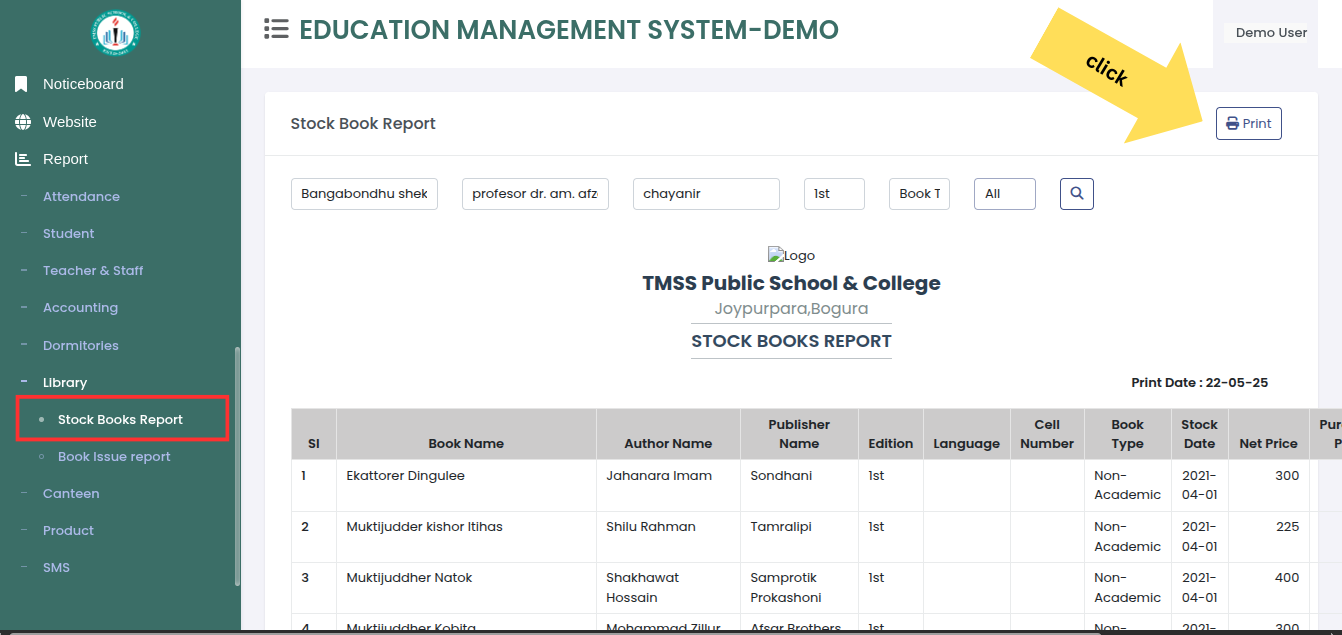 EDUCATION MANAGEMENT SYSTEM-DEMO
Demo User
click
Noticeboard
Website
Report
Attendance
Student
Teacher & Staff
Accounting
Dormitories
Library
Stock Books Report
Book Issue report
Canteen
Product
SMS
Stock Book Report
Print
Bangabondhu shek profesor dr. am. afz chayanir 1st Book T All
Logo
TMSS Public School & College
Joypurpara,Bogura
STOCK BOOKS REPORT
Print Date : 22-05-25
Sl Book Name Author Name Publisher Name Edition Language Cell Number Book Type Stock Date Net Price Pur P
1 Ekattorer Dingulee Jahanara Imam Sondhani 1st Non-Academic 2021-04-01 300
2 Muktijudder kishor Itihas Shilu Rahman Tamralipi 1st Non-Academic 2021-04-01 225
3 Muktijuddher Natok Shakhawat Hossain Samprotik Prokashoni 1st Non-Academic 2021-04-01 400
4 Muktijuddher Kobita Mohammad Zillur Afsar Brothers 1st Non- 2021- 300